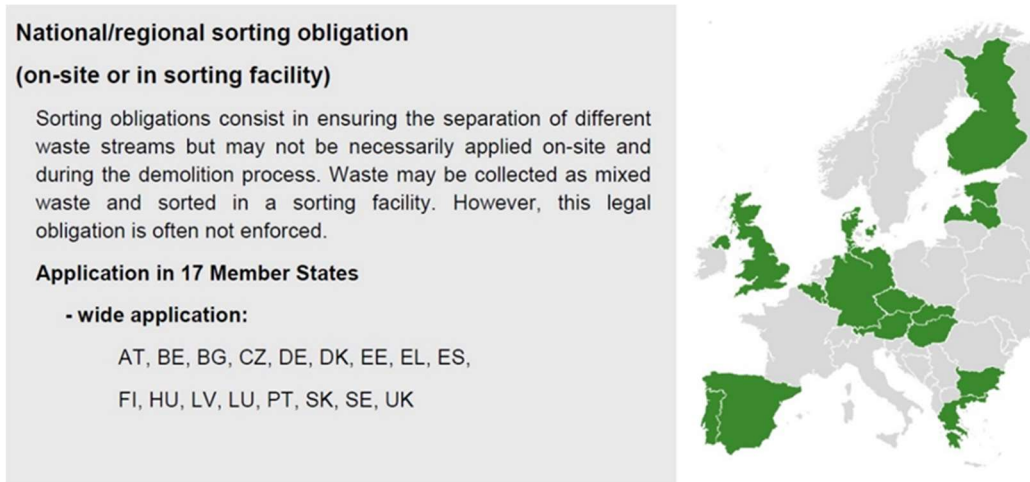 National/regional sorting obligation
(on-site or in sorting facility)
Sorting obligations consist in ensuring the separation of different
waste streams but may not be necessarily applied on-site and
during the demolition process. Waste may be collected as mixed
waste and sorted in a sorting facility. However, this legal
obligation is often not enforced.
Application in 17 Member States
- wide application:
AT, BE, BG, CZ, DE, DK, EE, EL, ES,
FI, HU, LV, LU, PT, SK, SE, UK